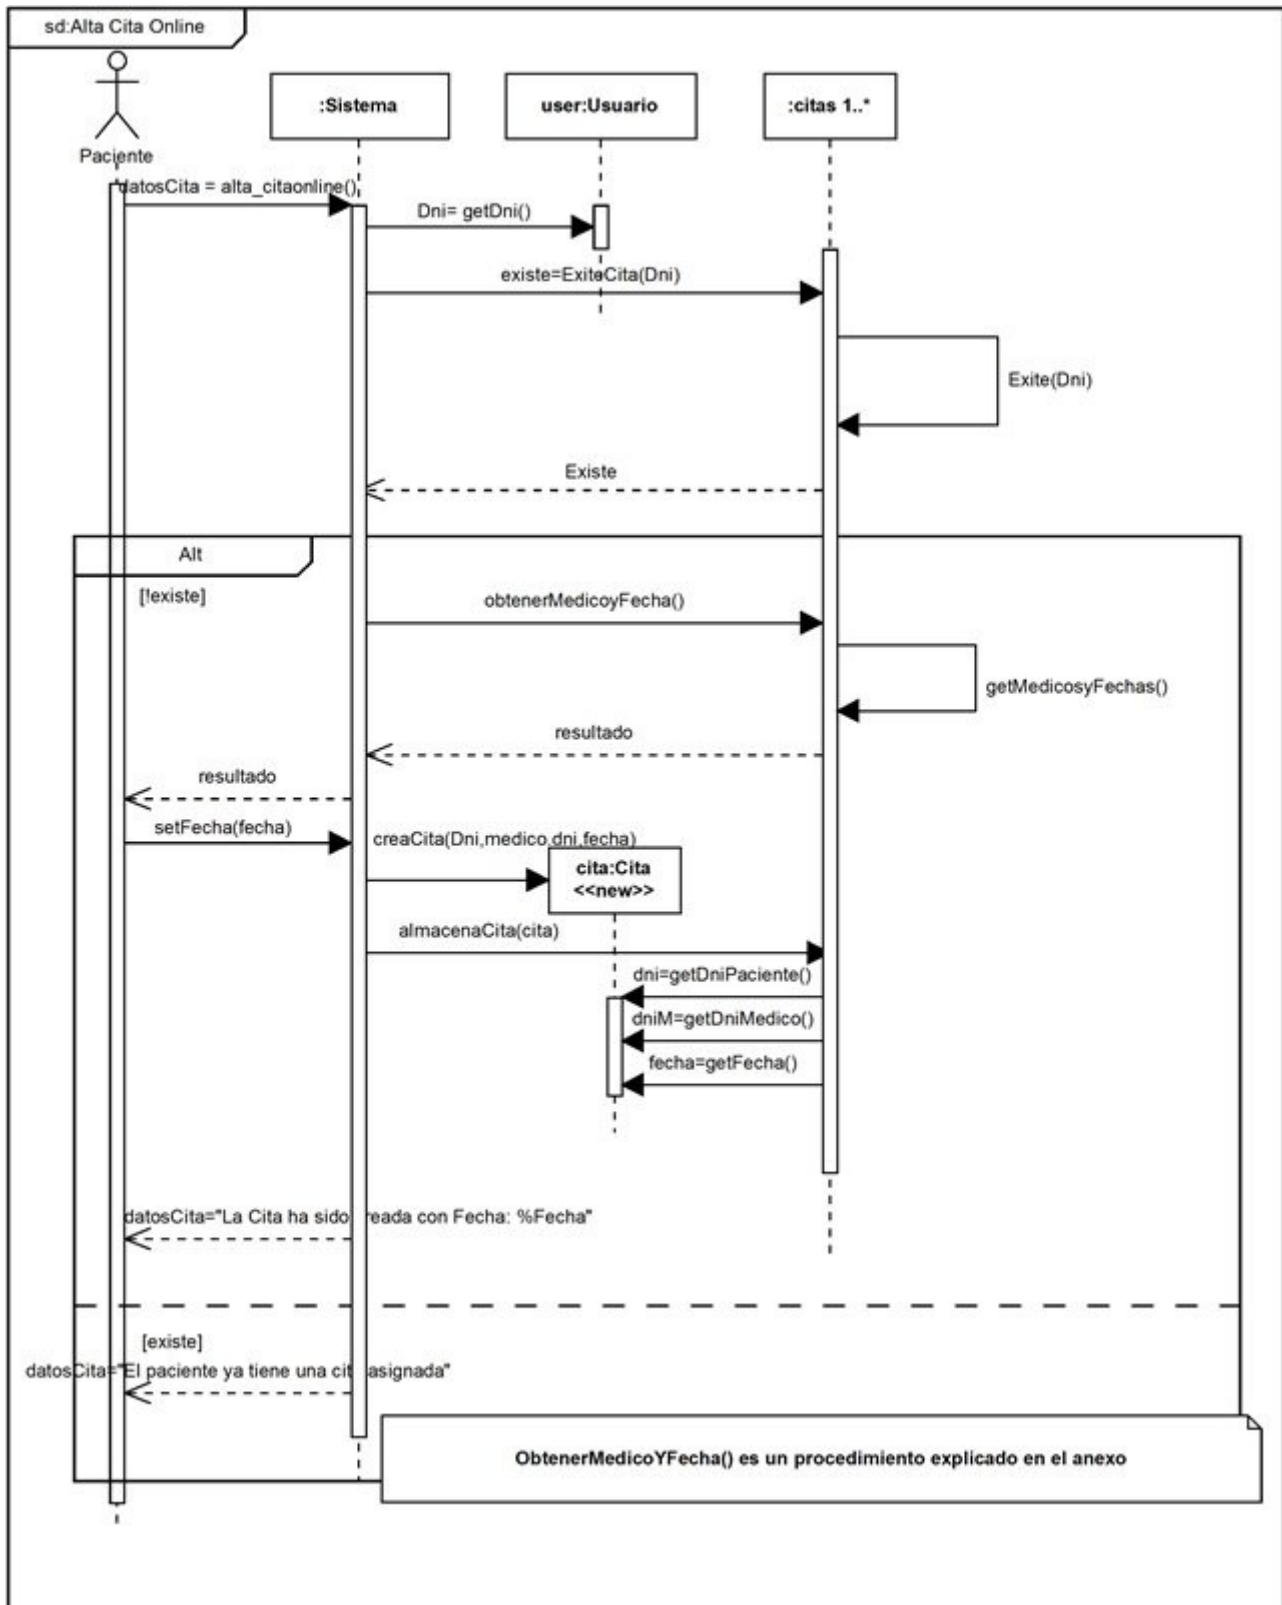 sd:Alta Cita Online
Paciente
:Sistema
user:Usuario
:citas 1..*
datosCita = alta_citaonline()
Dni= getDni()
existe=ExiteCita(Dni)
Exite(Dni)
Existe
Alt
[!existe]
obtenerMedicoyFecha()
getMedicosyFechas()
resultado
resultado
setFecha(fecha)
creaCita(Dni,medico,dni,fecha)
cita:Cita
<<new>>
almacenaCita(cita)
dni=getDniPaciente()
dniM=getDniMedico()
fecha=getFecha()
datosCita="La Cita ha sido creada con Fecha: %Fecha"
[existe]
datosCita="El paciente ya tiene una cita asignada"
ObtenerMedicoYFecha() es un procedimiento explicado en el anexo